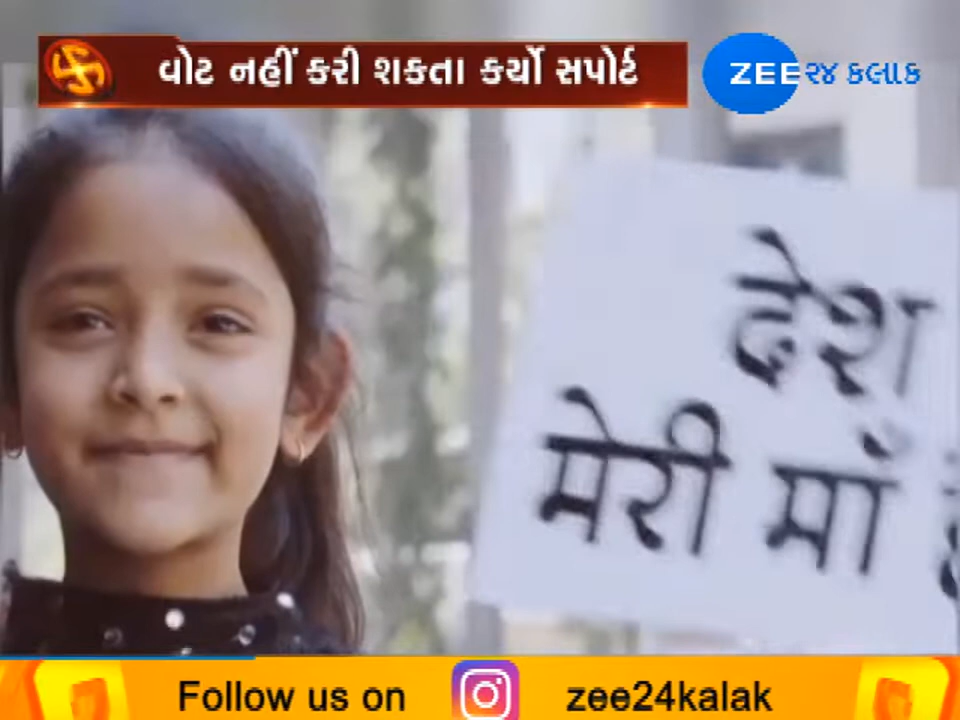 વોટ નહીં કરી શકતા કર્યો સપોર્ટ
ZEE ૨૪ કલાક
देश
मेरी माँ
Follow us on zee24kalak